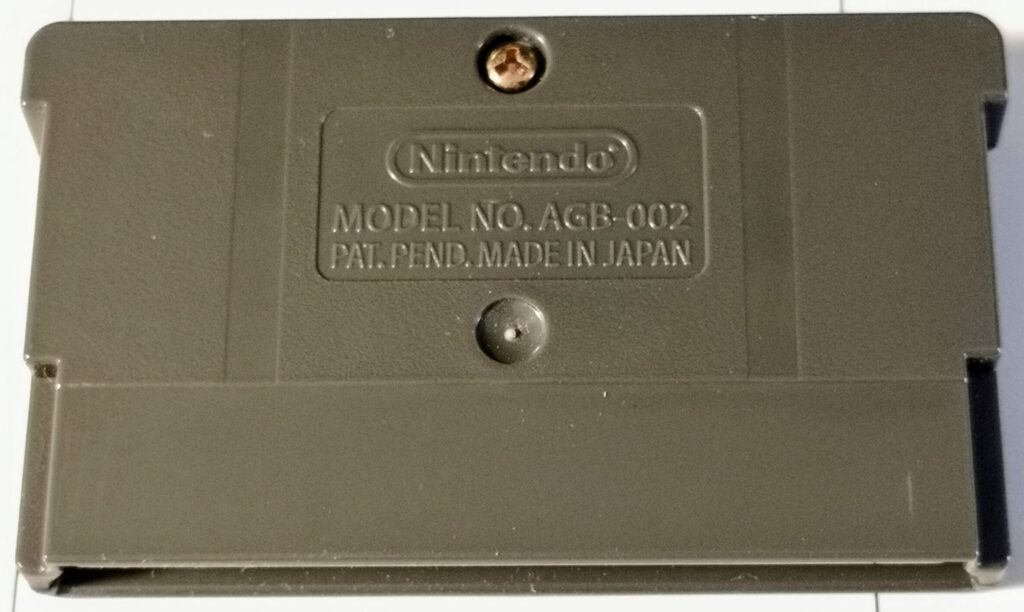 Nintendo
MODEL NO. AGB-002
PAT. PEND. MADE IN JAPAN